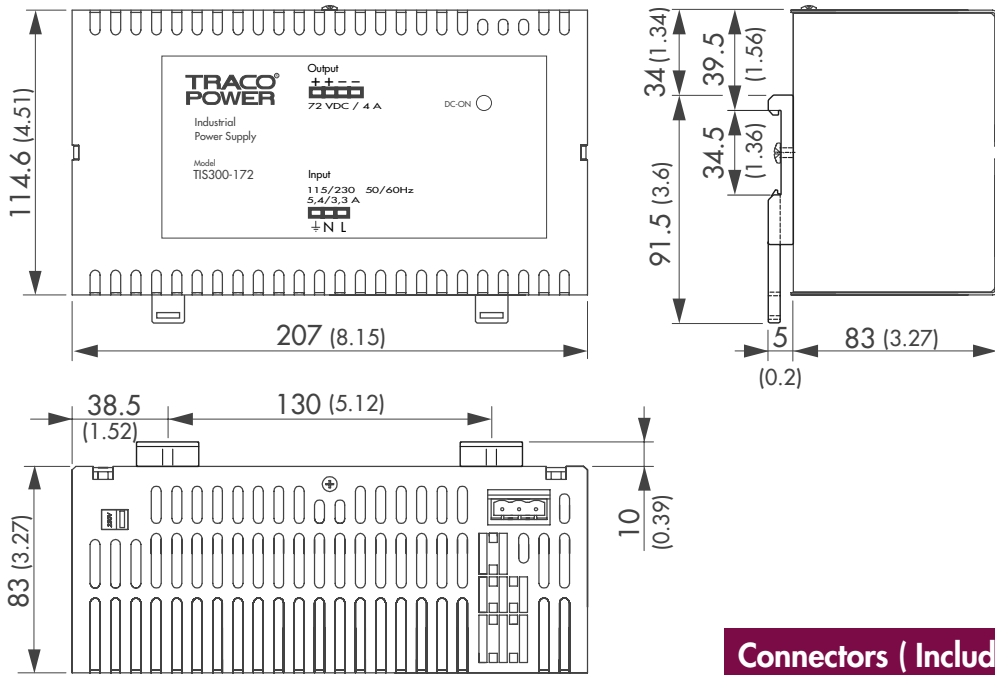 TRACO®
POWER
Industrial
Power Supply
Model
TIS300-172
Output
++--
72 VDC / 4 A
DC-ON
Input
115/230 50/60Hz
5,4/3,3 A
⏚ N L
114.6 (4.51)
207 (8.15)
34 (1.34)
39.5
(1.56)
34.5
(1.36)
91.5 (3.6)
5
(0.2)
83 (3.27)
38.5
(1.52)
130 (5.12)
10
(0.39)
83 (3.27)
230V
Connectors ( Includ